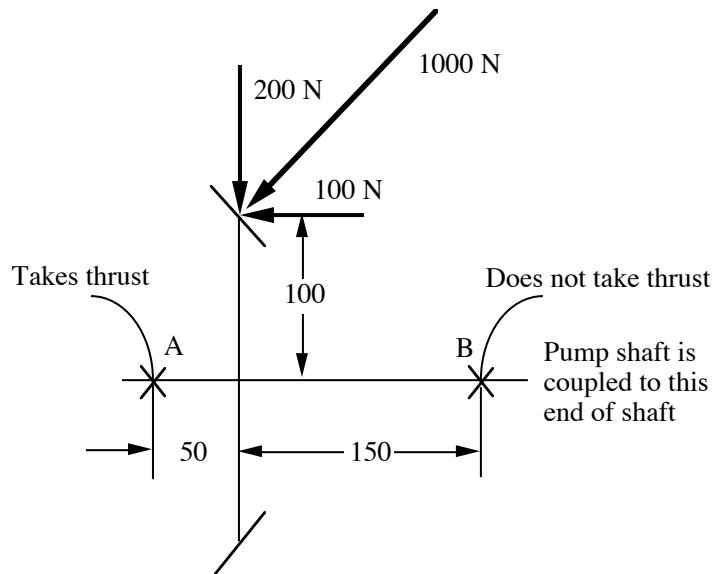 1000 N
200 N
100 N
Takes thrust
100
Does not take thrust
A
B
Pump shaft is
coupled to this
end of shaft
50
150